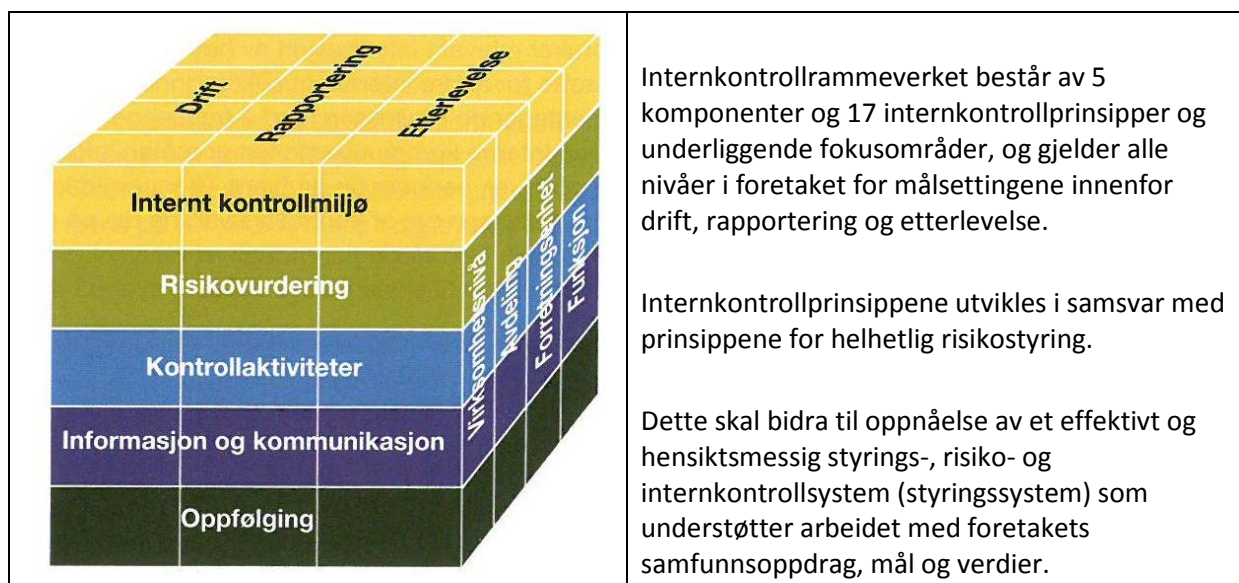 Drift
Rapportering
Etterlevelse
Internt kontrollmiljø
Risikovurdering
Kontrollaktiviteter
Informasjon og kommunikasjon
Oppfølging
Virksomhetsnivå
Avdeling
Forretningsenhet
Funksjon
Internkontrollrammeverket består av 5
komponenter og 17 internkontrollprinsipper og
underliggende fokusområder, og gjelder alle
nivåer i foretaket for målsettingene innenfor
drift, rapportering og etterlevelse.
Internkontrollprinsippene utvikles i samsvar med
prinsippene for helhetlig risikostyring.
Dette skal bidra til oppnåelse av et effektivt og
hensiktsmessig styrings-, risiko- og
internkontrollsystem (styringssystem) som
understøtter arbeidet med foretakets
samfunnsoppdrag, mål og verdier.